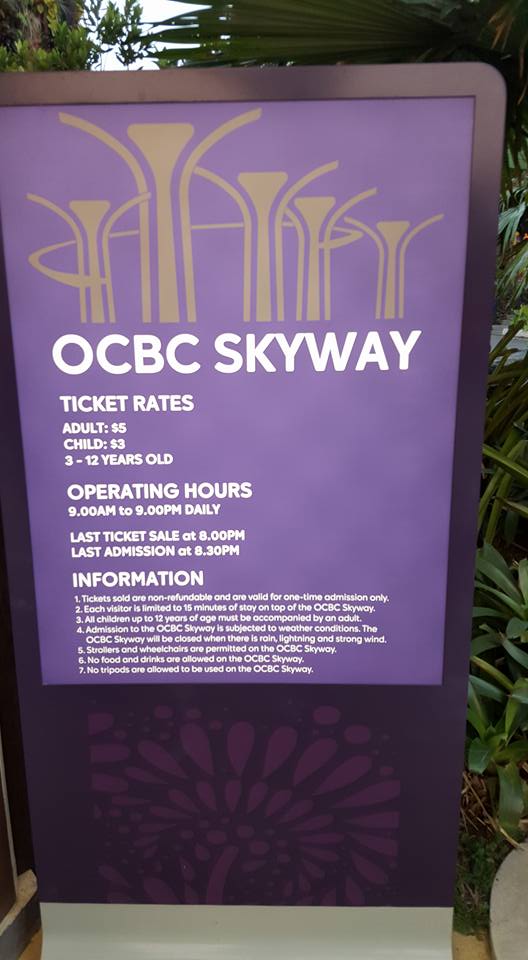 OCBC SKYWAY
TICKET RATES
ADULT: $5
CHILD: $3
3 - 12 YEARS OLD
OPERATING HOURS
9.00AM to 9.00PM DAILY
LAST TICKET SALE at 8.00PM
LAST ADMISSION at 8.30PM
INFORMATION
1. Tickets sold are non-refundable and are valid for one-time admission only.
2. Each visitor is limited to 15 minutes of stay on top of the OCBC Skyway.
3. All children up to 12 years of age must be accompanied by an adult.
4. Admission to the OCBC Skyway is subjected to weather conditions. The
OCBC Skyway will be closed when there is rain, lightning and strong wind.
5. Strollers and wheelchairs are permitted on the OCBC Skyway.
6. No food and drinks are allowed on the OCBC Skyway.
7. No tripods are allowed to be used on the OCBC Skyway.